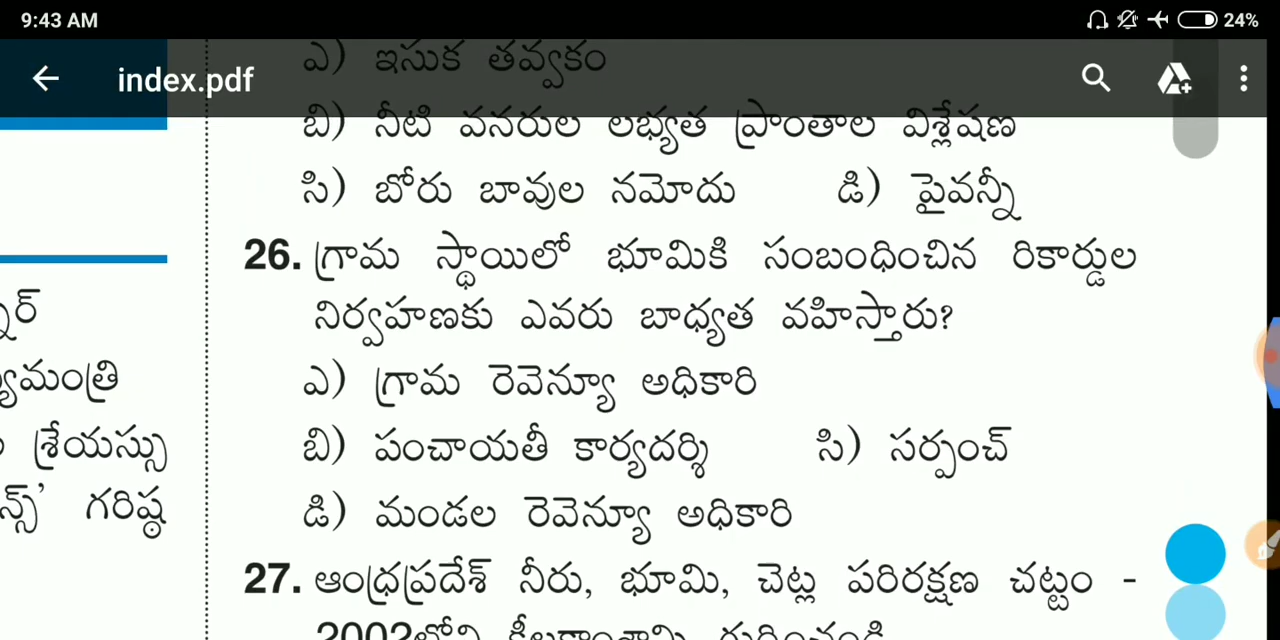 9:43 AM
24%
index.pdf
ఎ) ఇసుక తవ్వకం
బి) నీటి వనరుల లభ్యత ప్రాంతాల విశ్లేషణ
సి) బోరు బావుల నమోదు డి) పైవన్నీ
26. గ్రామ స్థాయిలో భూమికి సంబంధించిన రికార్డుల
నిర్వహణకు ఎవరు బాధ్యత వహిస్తారు?
ఎ) గ్రామ రెవెన్యూ అధికారి
బి) పంచాయతీ కార్యదర్శి సి) సర్పంచ్
డి) మండల రెవెన్యూ అధికారి
27. ఆంధ్రప్రదేశ్ నీరు, భూమి, చెట్ల పరిరక్షణ చట్టం -
2002లోని
శ్రేయస్సు
గరిష్ఠ